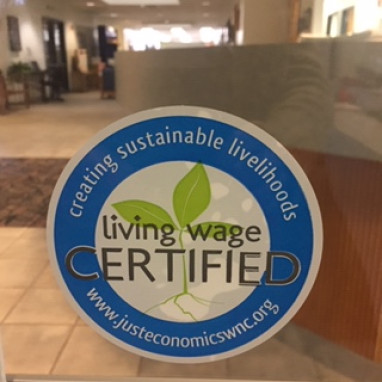 creating sustainable livelihoods
living wage
CERTIFIED
www.justeconomicswnc.org